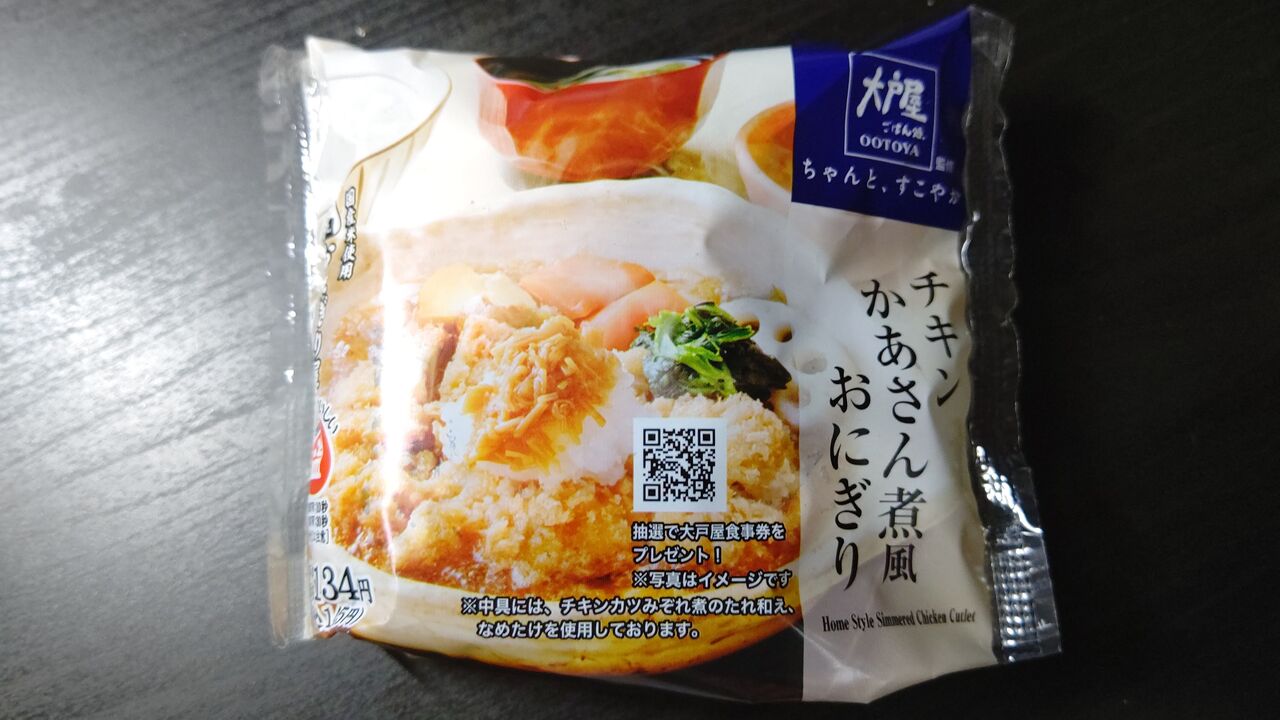 大戸屋
ごはん処
OOTOYA
監修
ちゃんと、すこやか
チキン
かあさん煮風
おにぎり
Home Style Simmered Chicken Cutlet
国産米使用
抽選で大戸屋食事券を
プレゼント！
※写真はイメージです
※中具には、チキンカツみぞれ煮のたれ和え、
なめたけを使用しております。
134円